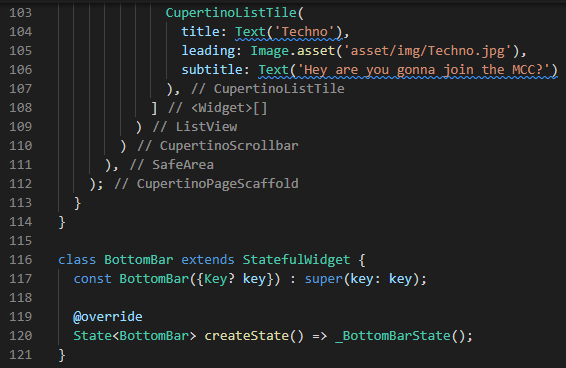 103 CupertinoListTile(
104 title: Text('Techno'),
105 leading: Image.asset('asset/img/Techno.jpg'),
106 subtitle: Text('Hey are you gonna join the MCC?')
107 ), // CupertinoListTile
108 ] // <Widget>[]
109 ) // ListView
110 ) // CupertinoScrollbar
111 ), // SafeArea
112 ); // CupertinoPageScaffold
113 }
114 }
115
116 class BottomBar extends StatefulWidget {
117 const BottomBar({Key? key}) : super(key: key);
118
119 @override
120 State<BottomBar> createState() => _BottomBarState();
121 }